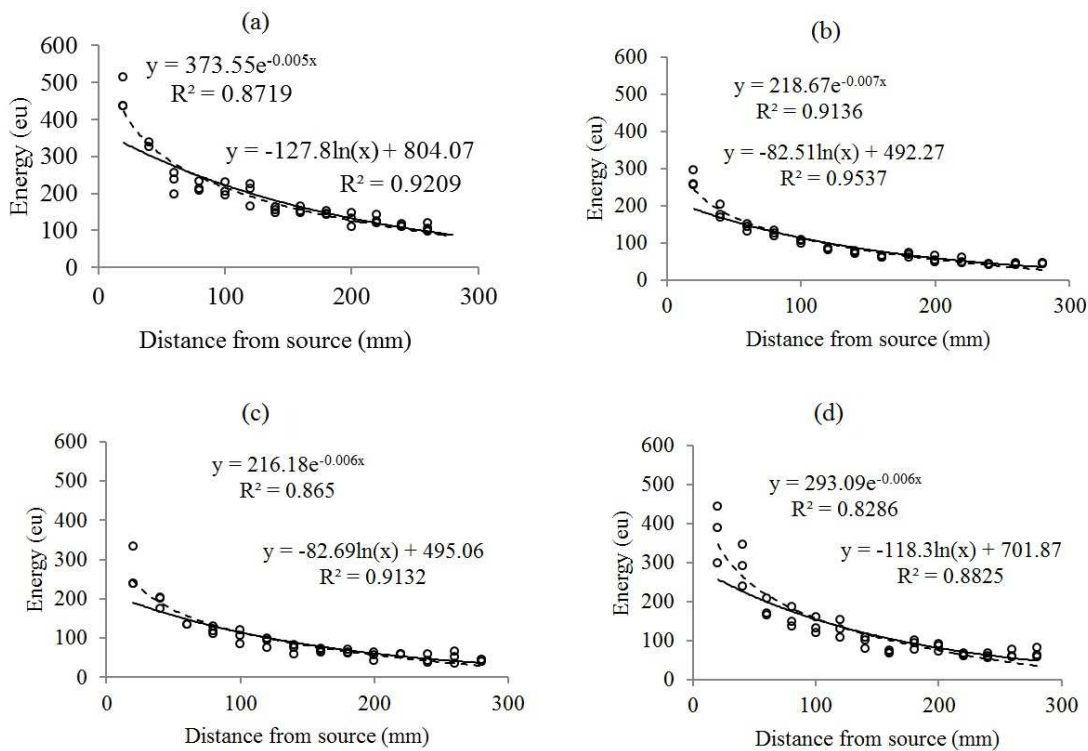 (a)
600
500
400
300
200
100
0
Energy (eu)
y = 373.55e^-0.005x
R² = 0.8719
y = -127.8ln(x) + 804.07
R² = 0.9209
0 100 200 300
Distance from source (mm)
(b)
600
500
400
300
200
100
0
Energy (eu)
y = 218.67e^-0.007x
R² = 0.9136
y = -82.51ln(x) + 492.27
R² = 0.9537
0 100 200 300
Distance from source (mm)
(c)
600
500
400
300
200
100
0
Energy (eu)
y = 216.18e^-0.006x
R² = 0.865
y = -82.69ln(x) + 495.06
R² = 0.9132
0 100 200 300
Distance from source (mm)
(d)
600
500
400
300
200
100
0
Energy (eu)
y = 293.09e^-0.006x
R² = 0.8286
y = -118.3ln(x) + 701.87
R² = 0.8825
0 100 200 300
Distance from source (mm)